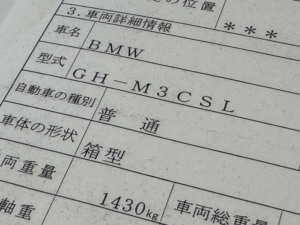 の位置
3.車両詳細情報 ***
車名 BMW
型式 GH-M3CSL
自動車の種別 普通
車体の形状 箱型
両重量 1430kg 車両総重量
軸重